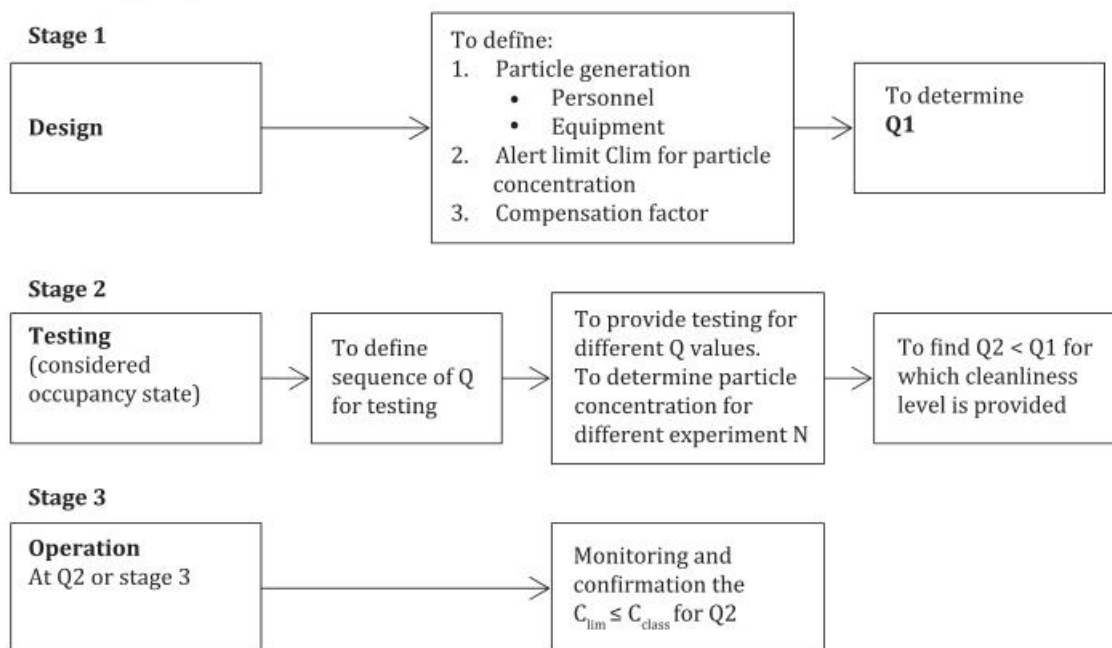 Stage 1
Design
To define:
1. Particle generation
• Personnel
• Equipment
2. Alert limit Clim for particle
concentration
3. Compensation factor
To determine
Q1
Stage 2
Testing
(considered
occupancy state)
To define
sequence of Q
for testing
To provide testing for
different Q values.
To determine particle
concentration for
different experiment N
To find Q2 < Q1 for
which cleanliness
level is provided
Stage 3
Operation
At Q2 or stage 3
Monitoring and
confirmation the
C_lim ≤ C_class for Q2